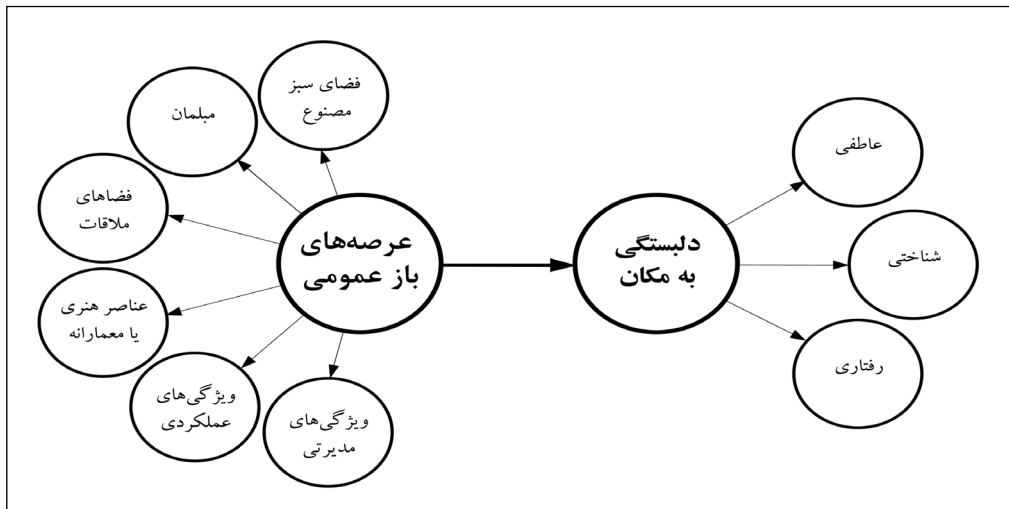 فضای سبز
مصنوع
مبلمان
فضاهای
ملاقات
عناصر هنری
یا معمارانه
ویژگی‌های
عملکردی
ویژگی‌های
مدیرتی
عرصه‌های
باز عمومی
دلبستگی
به مکان
عاطفی
شناختی
رفتاری